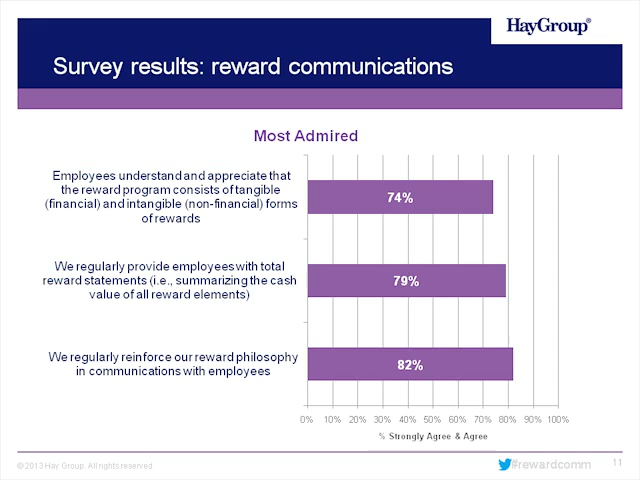 HayGroup®
Survey results: reward communications
Most Admired
Employees understand and appreciate that
the reward program consists of tangible
(financial) and intangible (non-financial) forms
of rewards
74%
We regularly provide employees with total
reward statements (i.e., summarizing the cash
value of all reward elements)
79%
We regularly reinforce our reward philosophy
in communications with employees
82%
0% 10% 20% 30% 40% 50% 60% 70% 80% 90% 100%
% Strongly Agree & Agree
© 2013 Hay Group. All rights reserved
#rewardcomm
11